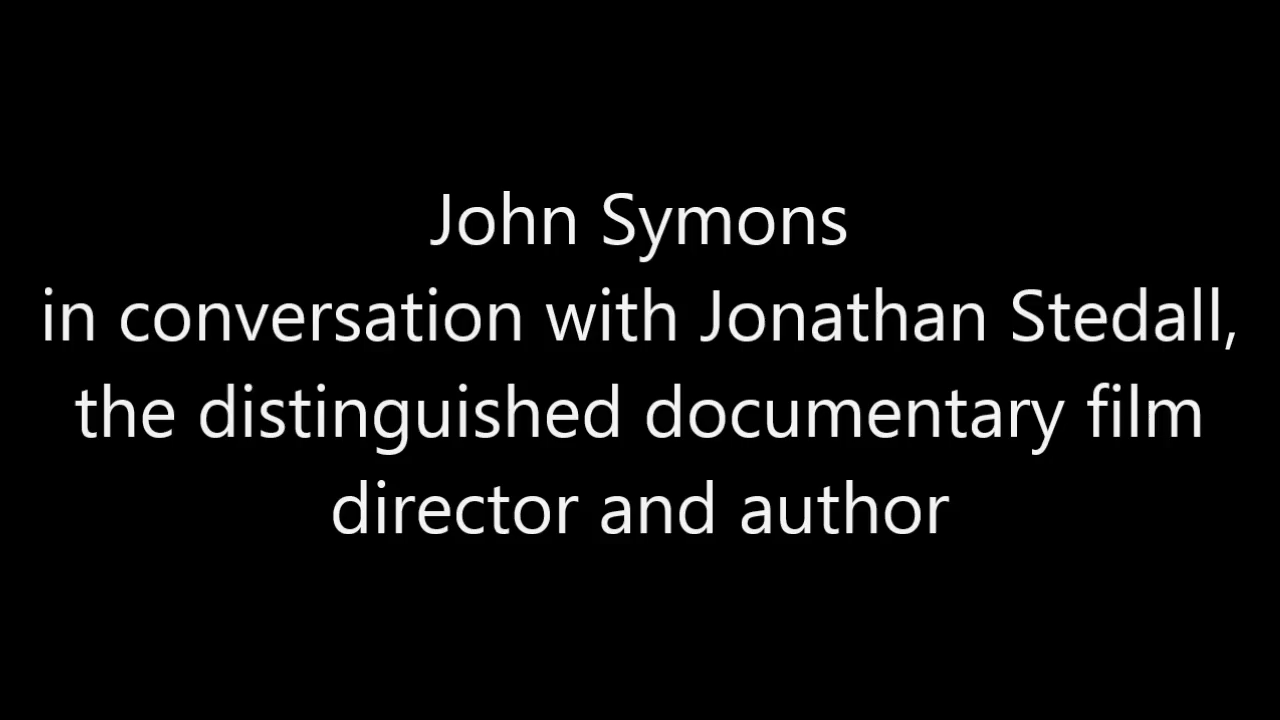 John Symons
in conversation with Jonathan Stedall,
the distinguished documentary film
director and author